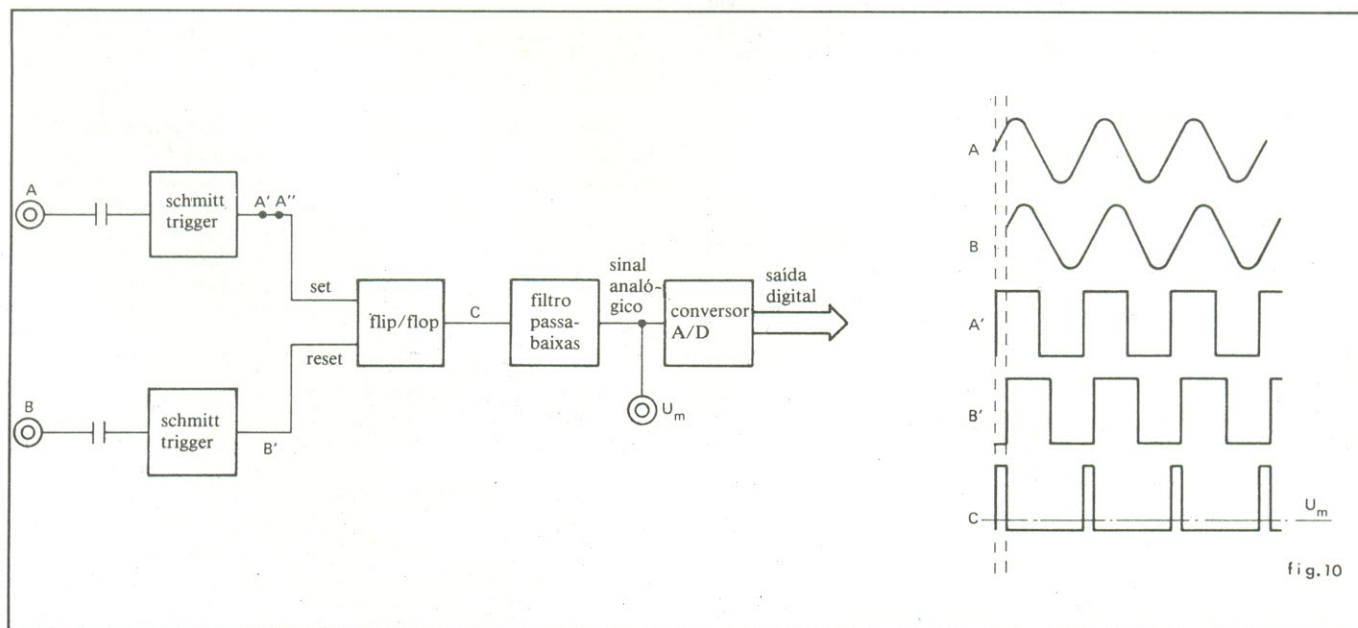 A
schmitt
trigger
A' A''
set
flip/flop
reset
C
filtro
passa-
baixas
sinal
analó-
gico
conversor
A/D
saída
digital
U_m
B
schmitt
trigger
B'
A
B
A'
B'
C
U_m
fig.10